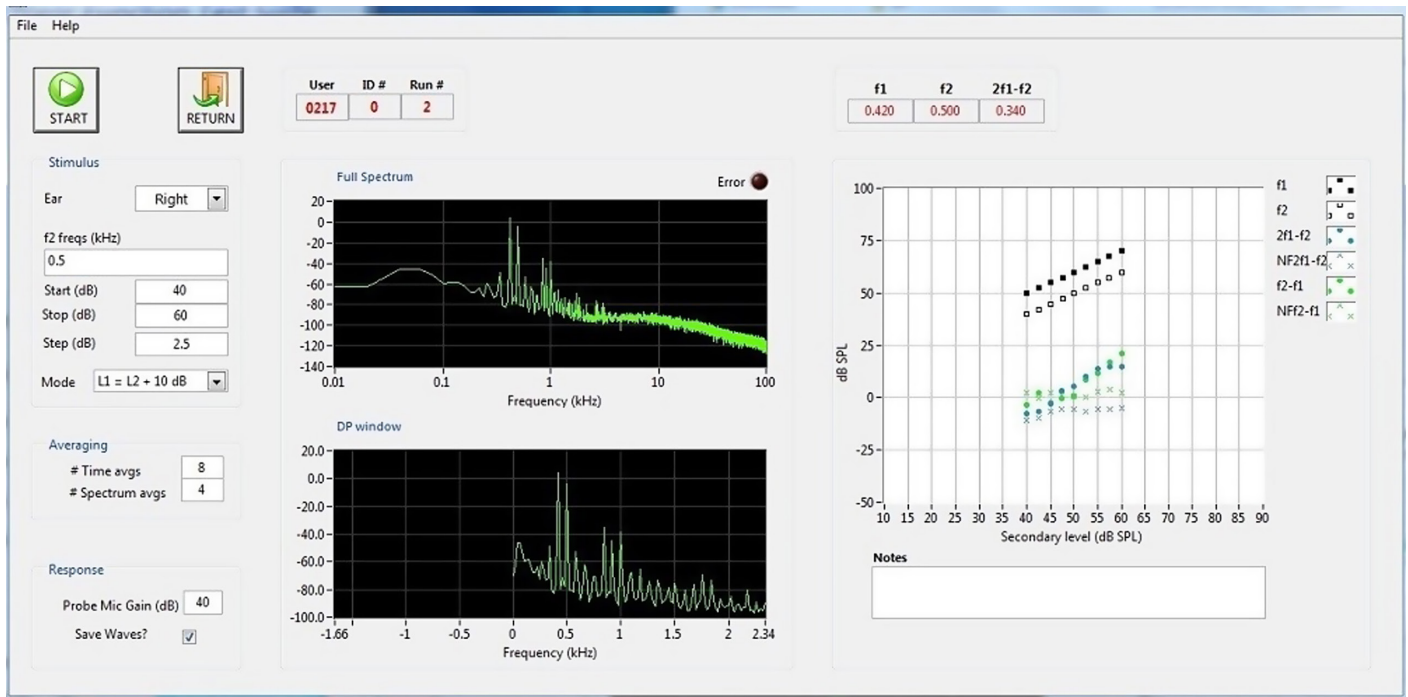 File Help
START
RETURN
User ID # Run #
0217 0 2
f1 f2 2f1-f2
0.420 0.500 0.340
Stimulus
Ear Right
f2 freqs (kHz)
0.5
Start (dB) 40
Stop (dB) 60
Step (dB) 2.5
Mode L1 = L2 + 10 dB
Averaging
# Time avgs 8
# Spectrum avgs 4
Response
Probe Mic Gain (dB) 40
Save Waves?
Full Spectrum
Error
20
0
-20
-40
-60
-80
-100
-120
-140
0.01 0.1 1 10 100
Frequency (kHz)
DP window
20.0
0.0
-20.0
-40.0
-60.0
-80.0
-100.0
-1.66 -1 -0.5 0 0.5 1 1.5 2 2.34
Frequency (kHz)
dB SPL
100
75
50
25
0
-25
-50
10 15 20 25 30 35 40 45 50 55 60 65 70 75 80 85 90
Secondary level (dB SPL)
f1
f2
2f1-f2
NF2f1-f2
f2-f1
NFf2-f1
Notes